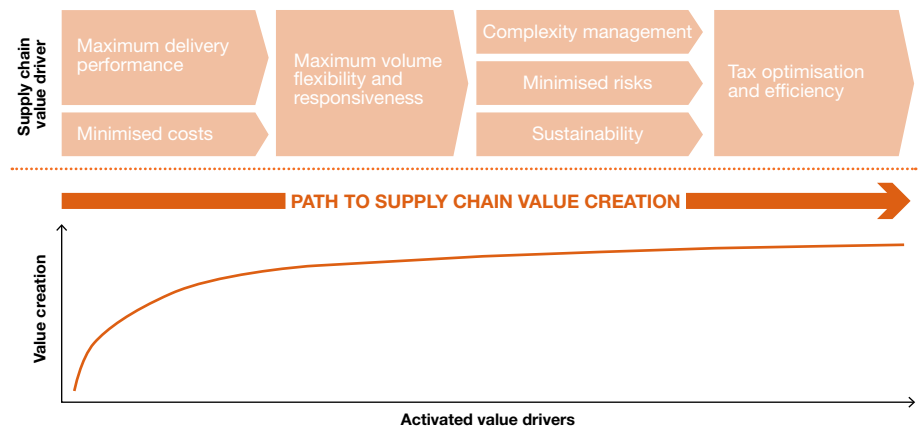 Supply chain
value driver
Maximum delivery
performance
Minimised costs
Maximum volume
flexibility and
responsiveness
Complexity management
Minimised risks
Sustainability
Tax optimisation
and efficiency
PATH TO SUPPLY CHAIN VALUE CREATION
Value creation
Activated value drivers